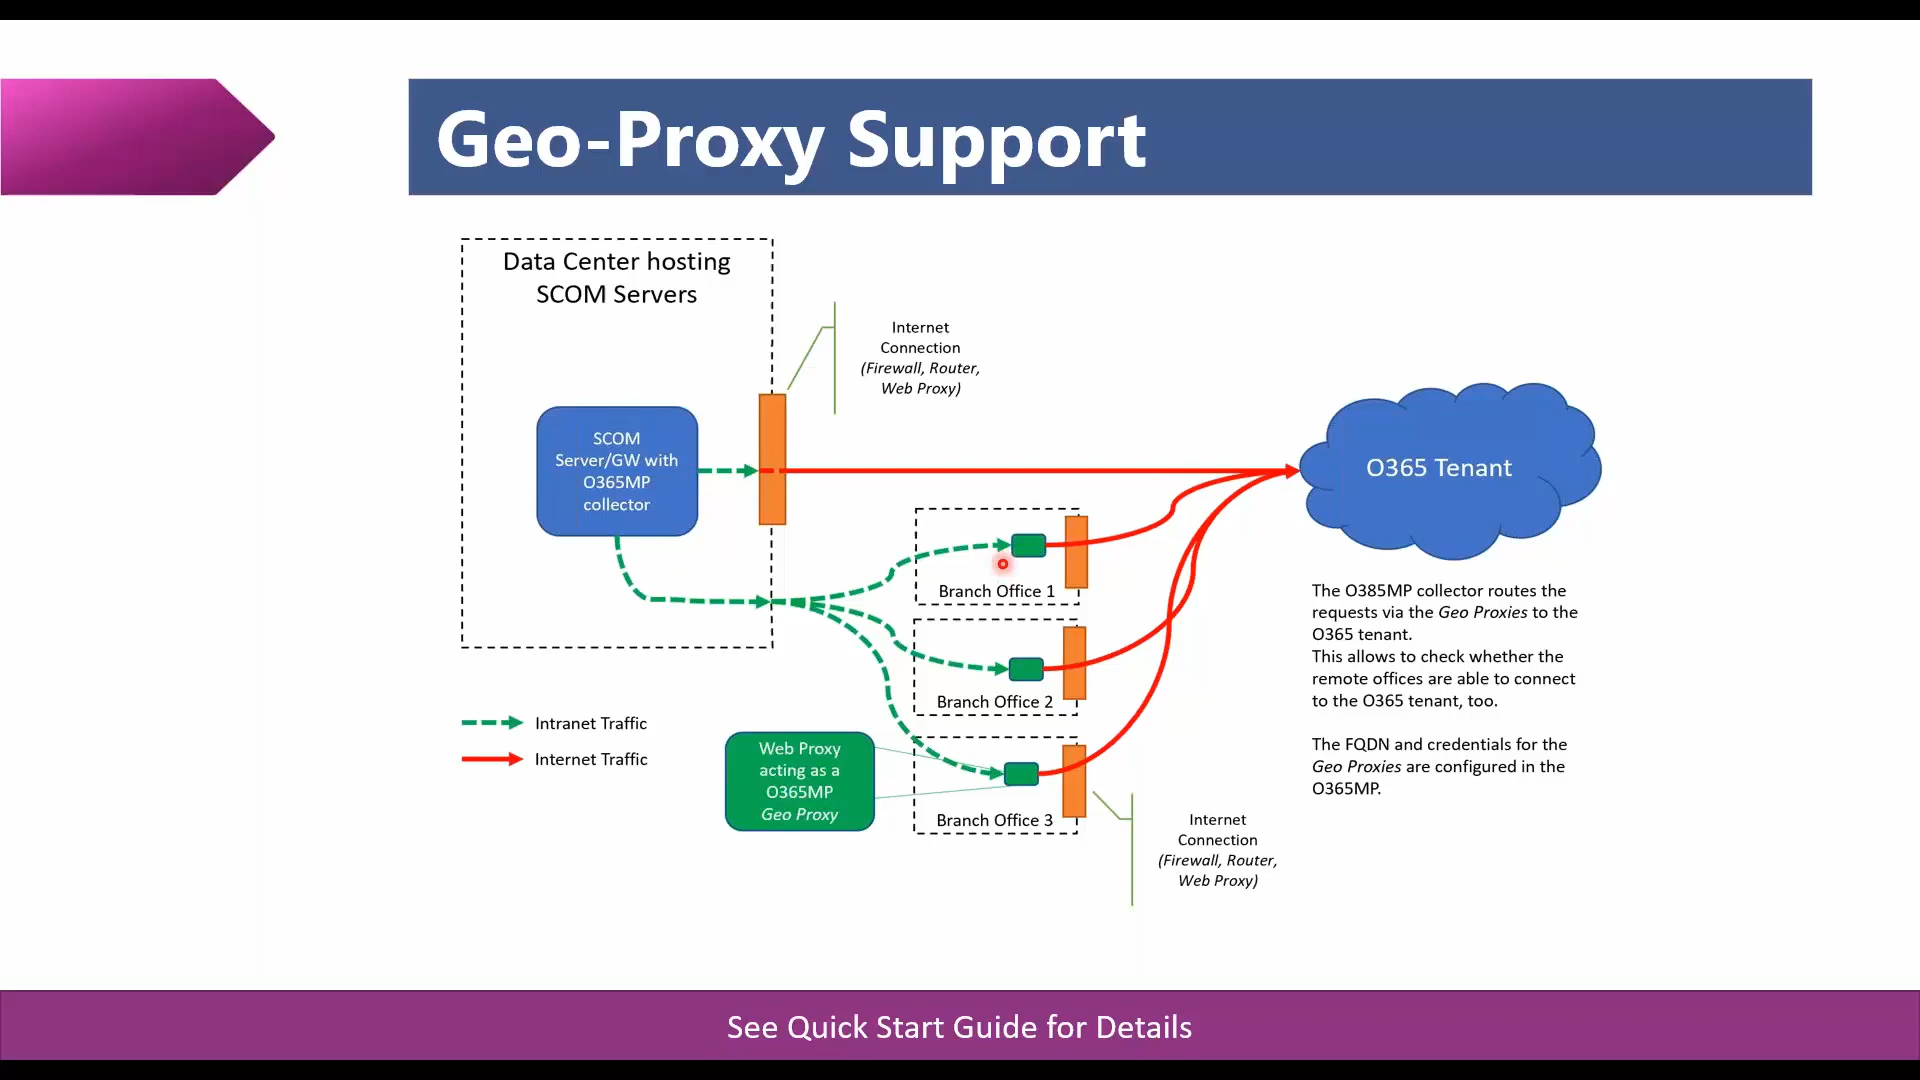 Geo-Proxy Support
Data Center hosting
SCOM Servers
Internet
Connection
(Firewall, Router,
Web Proxy)
SCOM
Server/GW with
O365MP
collector
O365 Tenant
Branch Office 1
Branch Office 2
Branch Office 3
Intranet Traffic
Internet Traffic
Web Proxy
acting as a
O365MP
Geo Proxy
Internet
Connection
(Firewall, Router,
Web Proxy)
The O385MP collector routes the
requests via the Geo Proxies to the
O365 tenant.
This allows to check whether the
remote offices are able to connect
to the O365 tenant, too.
The FQDN and credentials for the
Geo Proxies are configured in the
O365MP.
See Quick Start Guide for Details